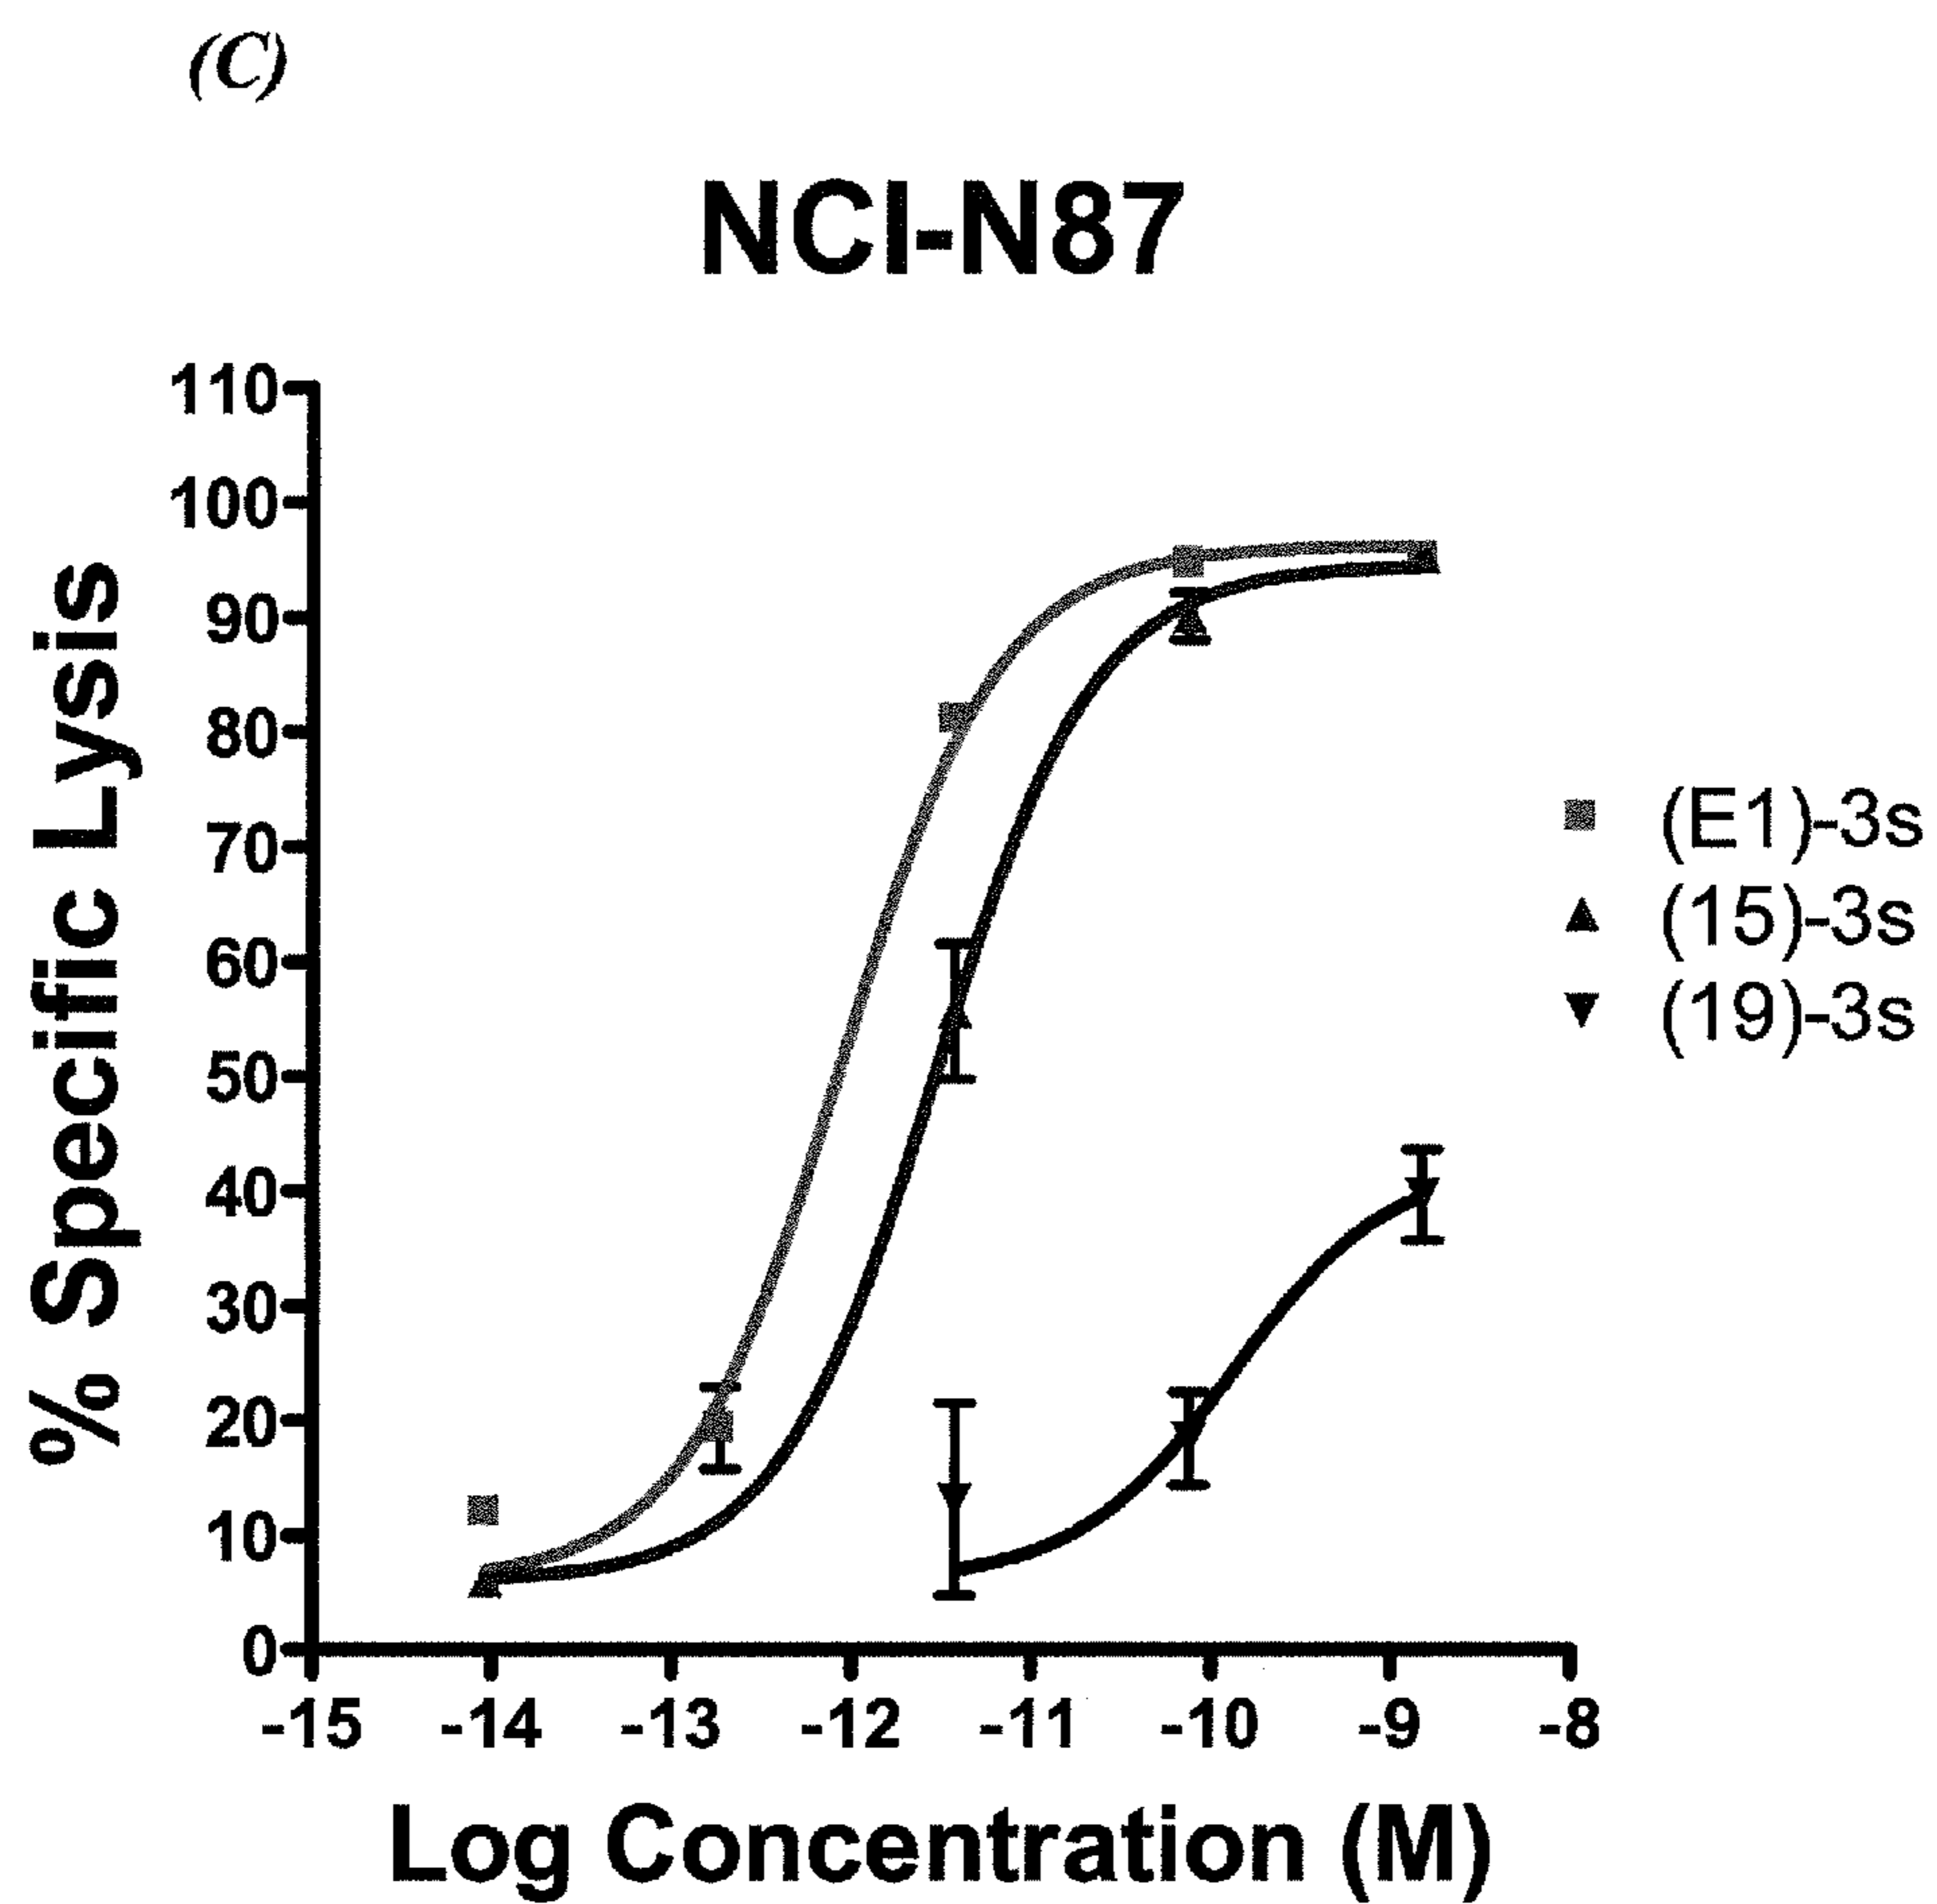 (C)
NCI-N87
110
100
90
80
70
60
50
40
30
20
10
0
% Specific Lysis
(E1)-3s
(15)-3s
(19)-3s
-15 -14 -13 -12 -11 -10 -9 -8
Log Concentration (M)